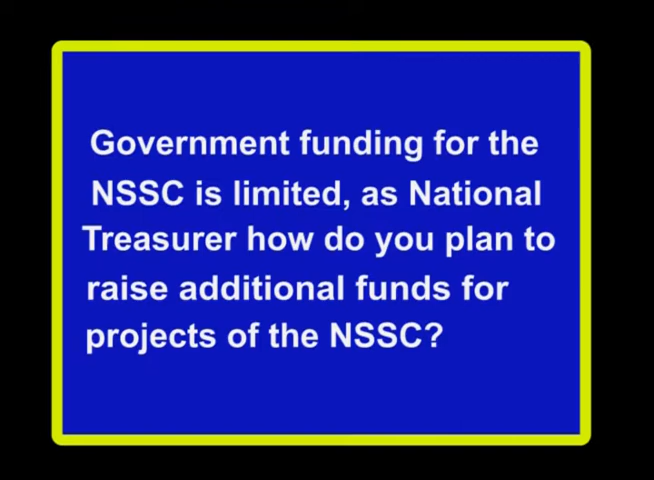 Government funding for the
NSSC is limited, as National
Treasurer how do you plan to
raise additional funds for
projects of the NSSC?